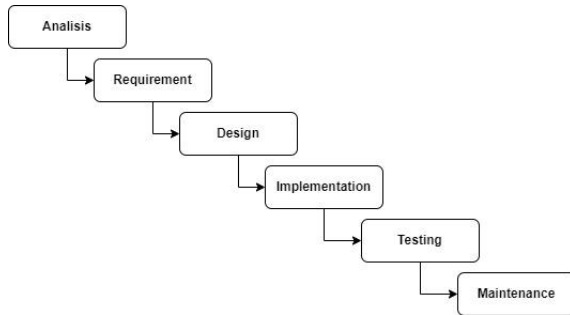 Analisis
Requirement
Design
Implementation
Testing
Maintenance